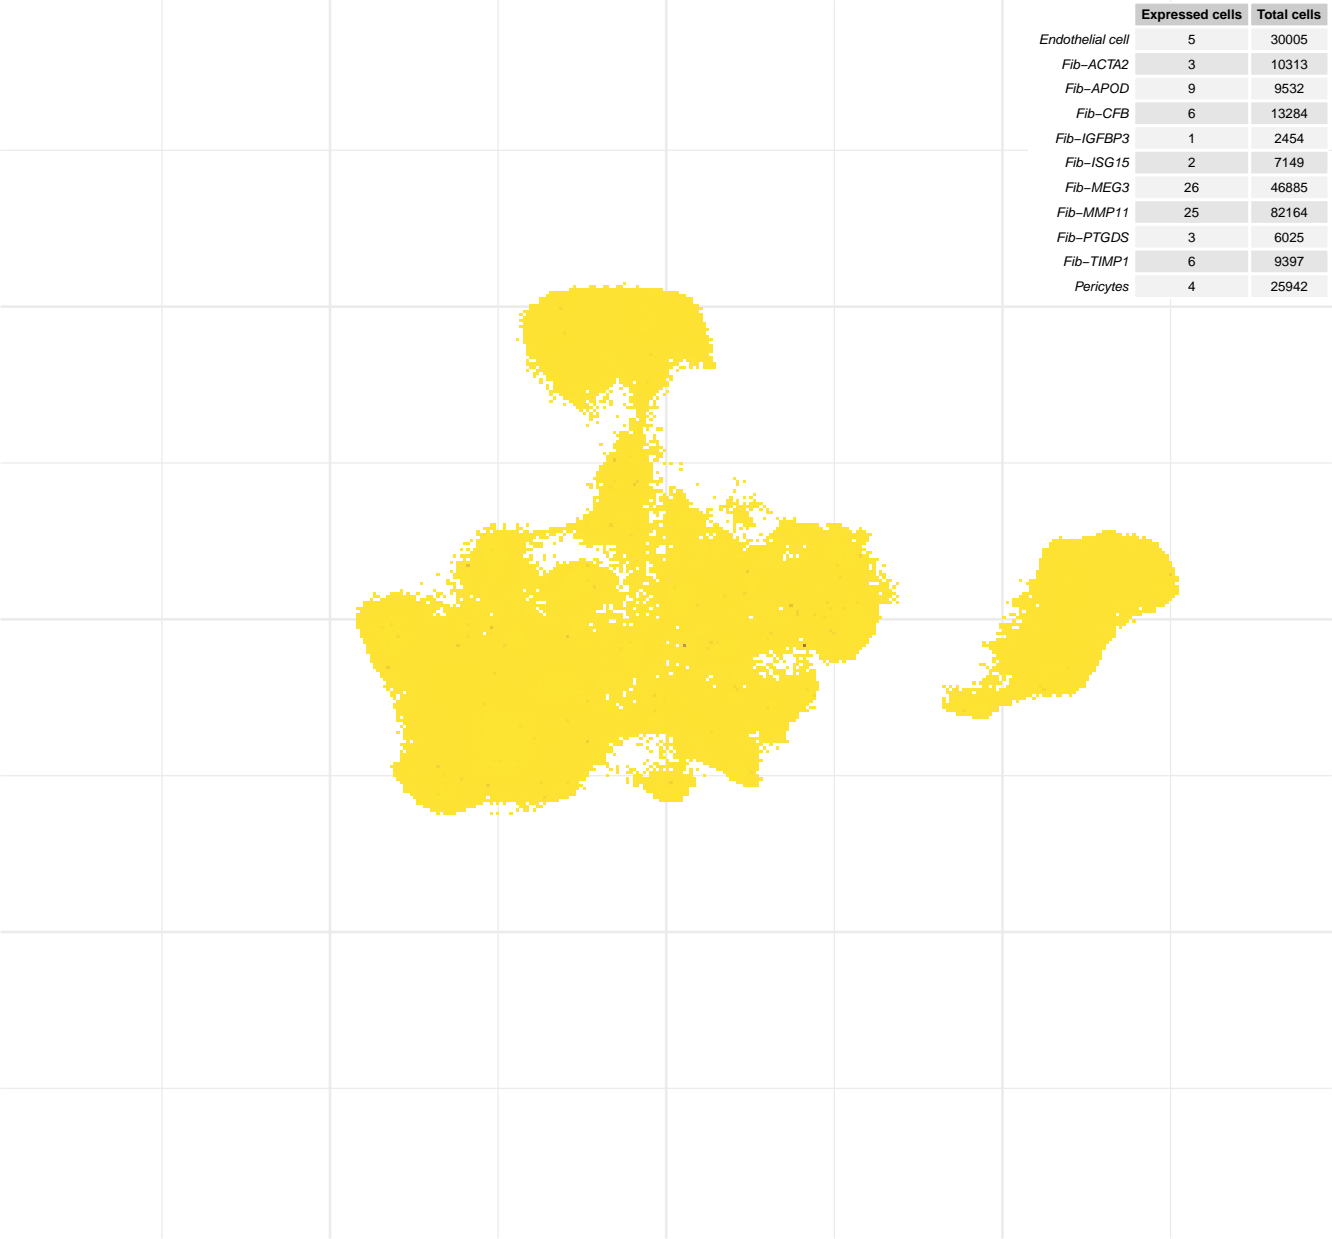 Expressed cells Total cells
Endothelial cell 5 30005
Fib−ACTA2 3 10313
Fib−APOD 9 9532
Fib−CFB 6 13284
Fib−IGFBP3 1 2454
Fib−ISG15 2 7149
Fib−MEG3 26 46885
Fib−MMP11 25 82164
Fib−PTGDS 3 6025
Fib−TIMP1 6 9397
Pericytes 4 25942